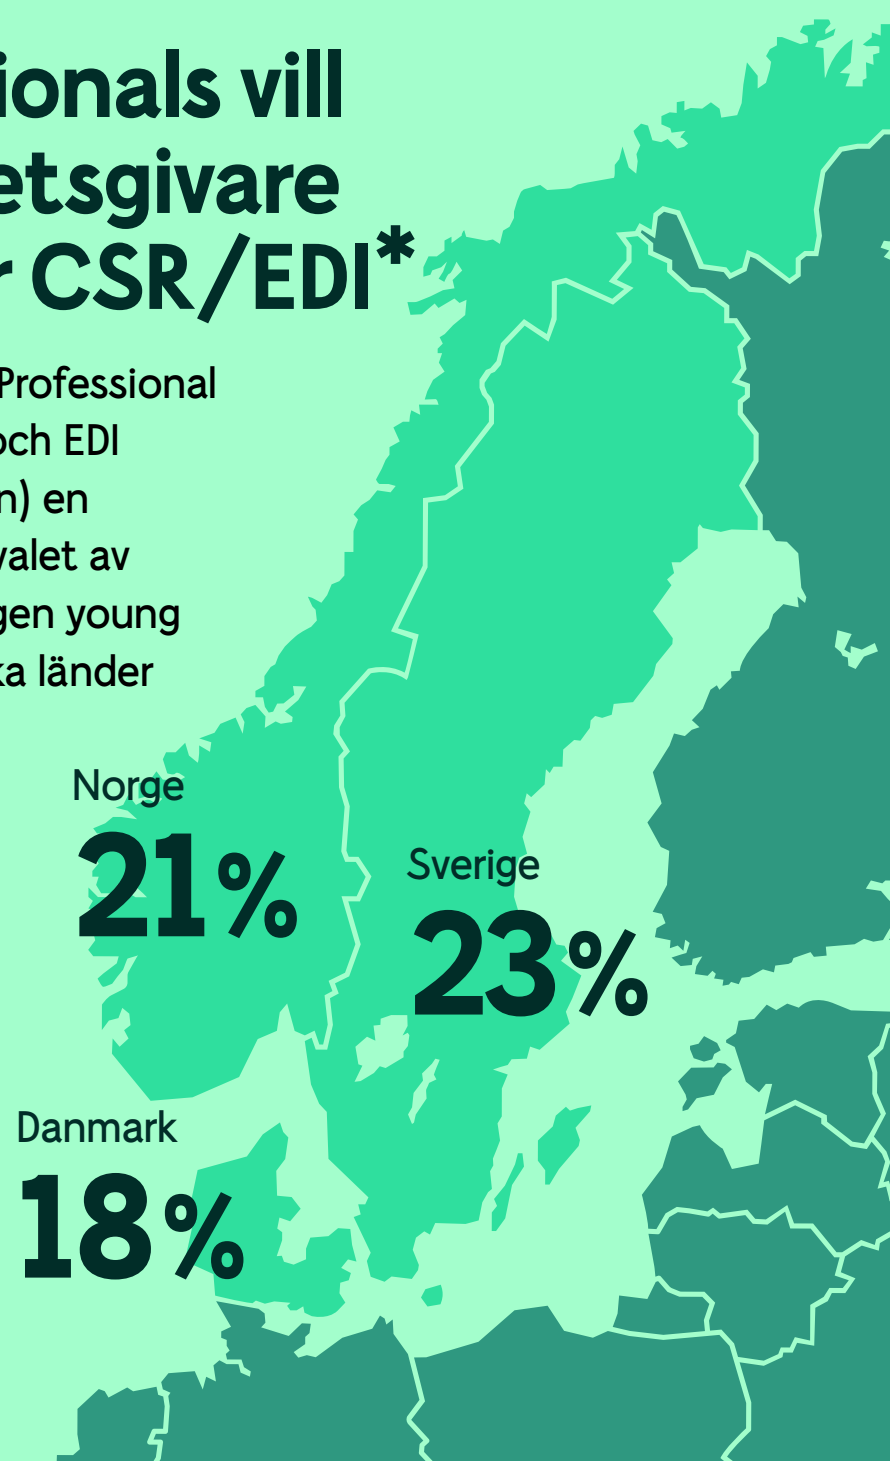 ionals vill
etsgivare
r CSR/EDI*
Professional
och EDI
n) en
valet av
gen young
ka länder
Norge
21%
Sverige
23%
Danmark
18%